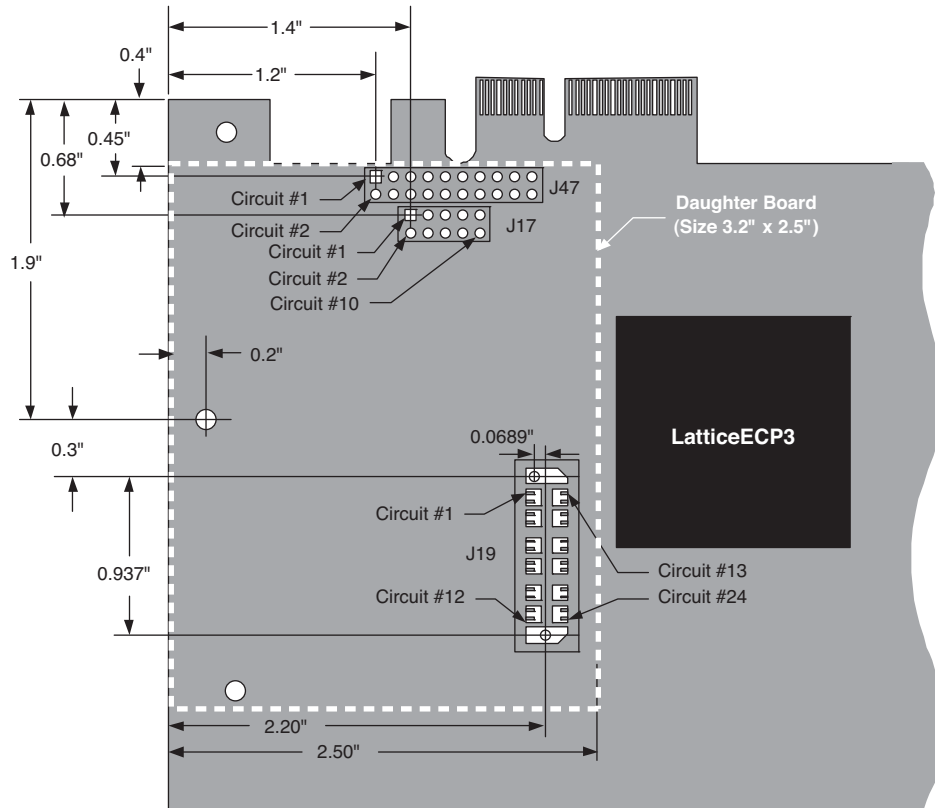 1.4"
0.4"
1.2"
0.45"
0.68"
Circuit #1
J47
Circuit #2
J17
Circuit #1
Circuit #2
Circuit #10
Daughter Board
(Size 3.2" x 2.5")
1.9"
0.2"
0.3"
0.0689"
LatticeECP3
Circuit #1
J19
0.937"
Circuit #13
Circuit #12
Circuit #24
2.20"
2.50"